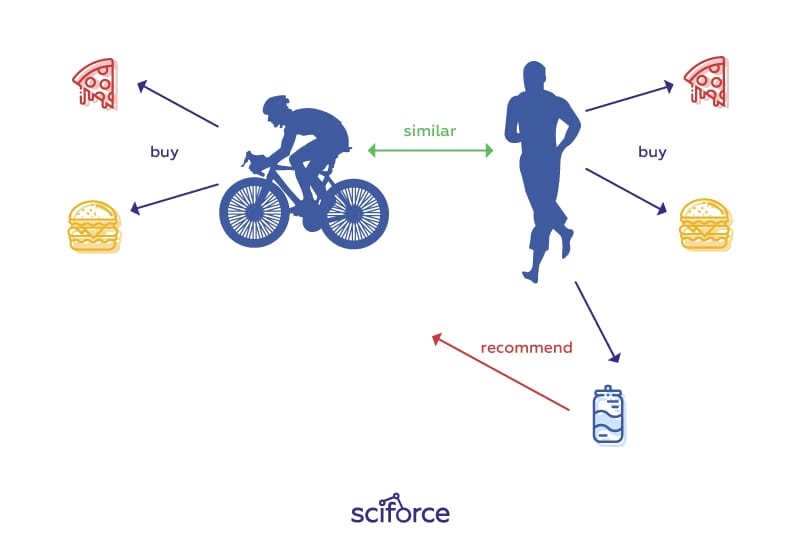 similar
buy
buy
recommend
sciforce